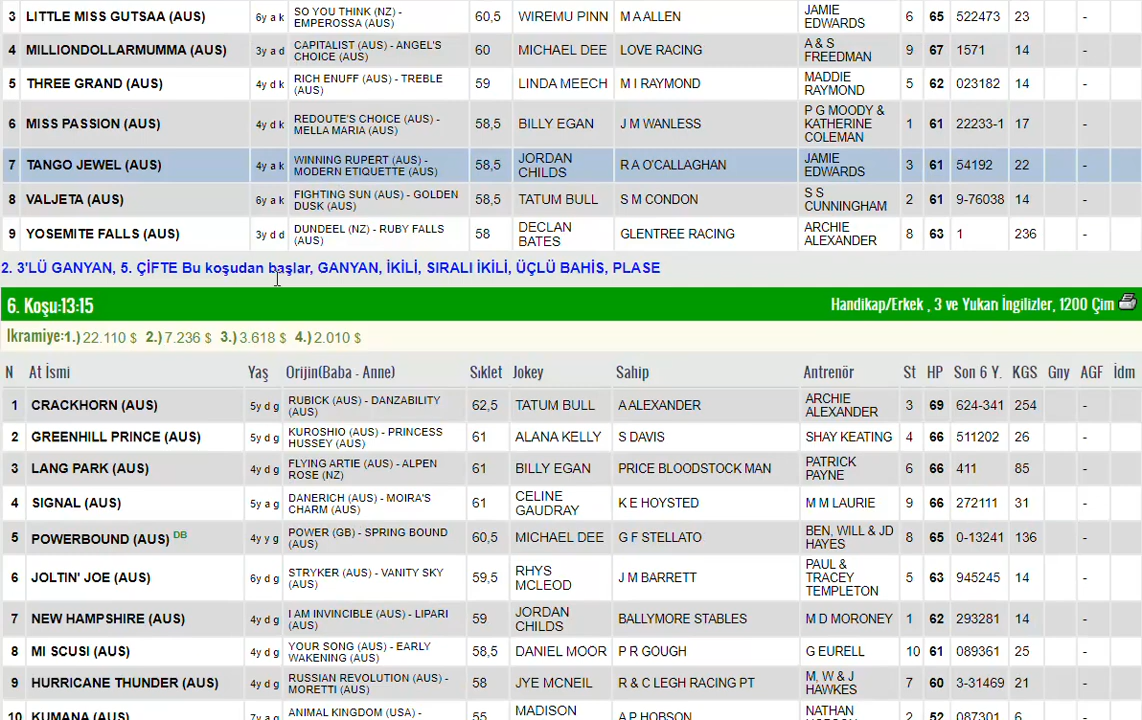 3 LITTLE MISS GUTSAA (AUS) 6y a k SO YOU THINK (NZ) - EMPEROSSA (AUS) 60,5 WIREMU PINN M A ALLEN JAMIE EDWARDS 6 65 522473 23 -
4 MILLIONDOLLARMUMMA (AUS) 3y a d CAPITALIST (AUS) - ANGEL'S CHOICE (AUS) 60 MICHAEL DEE LOVE RACING A & S FREEDMAN 9 67 1571 14 -
5 THREE GRAND (AUS) 4y d k RICH ENUFF (AUS) - TREBLE (AUS) 59 LINDA MEECH M I RAYMOND MADDIE RAYMOND 5 62 023182 14 -
6 MISS PASSION (AUS) 4y d k REDOUTE'S CHOICE (AUS) - MELLA MARIA (AUS) 58,5 BILLY EGAN J M WANLESS P G MOODY & KATHERINE COLEMAN 1 61 22233-1 17 -
7 TANGO JEWEL (AUS) 4y a k WINNING RUPERT (AUS) - MODERN ETIQUETTE (AUS) 58,5 JORDAN CHILDS R A O'CALLAGHAN JAMIE EDWARDS 3 61 54192 22 -
8 VALJETA (AUS) 6y a k FIGHTING SUN (AUS) - GOLDEN DUSK (AUS) 58,5 TATUM BULL S M CONDON S S CUNNINGHAM 2 61 9-76038 14 -
9 YOSEMITE FALLS (AUS) 3y d d DUNDEEL (NZ) - RUBY FALLS (AUS) 58 DECLAN BATES GLENTREE RACING ARCHIE ALEXANDER 8 63 1 236 -
2. 3'LÜ GANYAN, 5. ÇİFTE Bu koşudan başlar, GANYAN, İKİLİ, SIRALI İKİLİ, ÜÇLÜ BAHİS, PLASE
6. Koşu:13:15 Handikap/Erkek , 3 ve Yukarı İngilizler, 1200 Çim
İkramiye:1.) 22.110 $ 2.) 7.236 $ 3.) 3.618 $ 4.) 2.010 $
N At İsmi Yaş Orijin(Baba - Anne) Sıklet Jokey Sahip Antrenör St HP Son 6 Y. KGS Gny AGF İdm
1 CRACKHORN (AUS) 5y d g RUBICK (AUS) - DANZABILITY (AUS) 62,5 TATUM BULL A ALEXANDER ARCHIE ALEXANDER 3 69 624-341 254 -
2 GREENHILL PRINCE (AUS) 5y d g KUROSHIO (AUS) - PRINCESS HUSSEY (AUS) 61 ALANA KELLY S DAVIS SHAY KEATING 4 66 511202 26 -
3 LANG PARK (AUS) 4y d g FLYING ARTIE (AUS) - ALPEN ROSE (NZ) 61 BILLY EGAN PRICE BLOODSTOCK MAN PATRICK PAYNE 6 66 411 85 -
4 SIGNAL (AUS) 5y a g DANERICH (AUS) - MOIRA'S CHARM (AUS) 61 CELINE GAUDRAY K E HOYSTED M M LAURIE 9 66 272111 31 -
5 POWERBOUND (AUS) DB 4y y g POWER (GB) - SPRING BOUND (AUS) 60,5 MICHAEL DEE G F STELLATO BEN, WILL & JD HAYES 8 65 0-13241 136 -
6 JOLTIN' JOE (AUS) 6y d g STRYKER (AUS) - VANITY SKY (AUS) 59,5 RHYS MCLEOD J M BARRETT PAUL & TRACEY TEMPLETON 5 63 945245 14 -
7 NEW HAMPSHIRE (AUS) 4y d g I AM INVINCIBLE (AUS) - LIPARI (AUS) 59 JORDAN CHILDS BALLYMORE STABLES M D MORONEY 1 62 293281 14 -
8 MI SCUSI (AUS) 4y d g YOUR SONG (AUS) - EARLY WAKENING (AUS) 58,5 DANIEL MOOR P R GOUGH G EURELL 10 61 089361 25 -
9 HURRICANE THUNDER (AUS) 4y d g RUSSIAN REVOLUTION (AUS) - MORETTI (AUS) 58 JYE MCNEIL R & C LEGH RACING PT M, W & J HAWKES 7 60 3-31469 21 -
10 KUMANA (AUS) 7y a g ANIMAL KINGDOM (USA) - 55 MADISON A P HOBSON NATHAN 2 52 087301 6 -